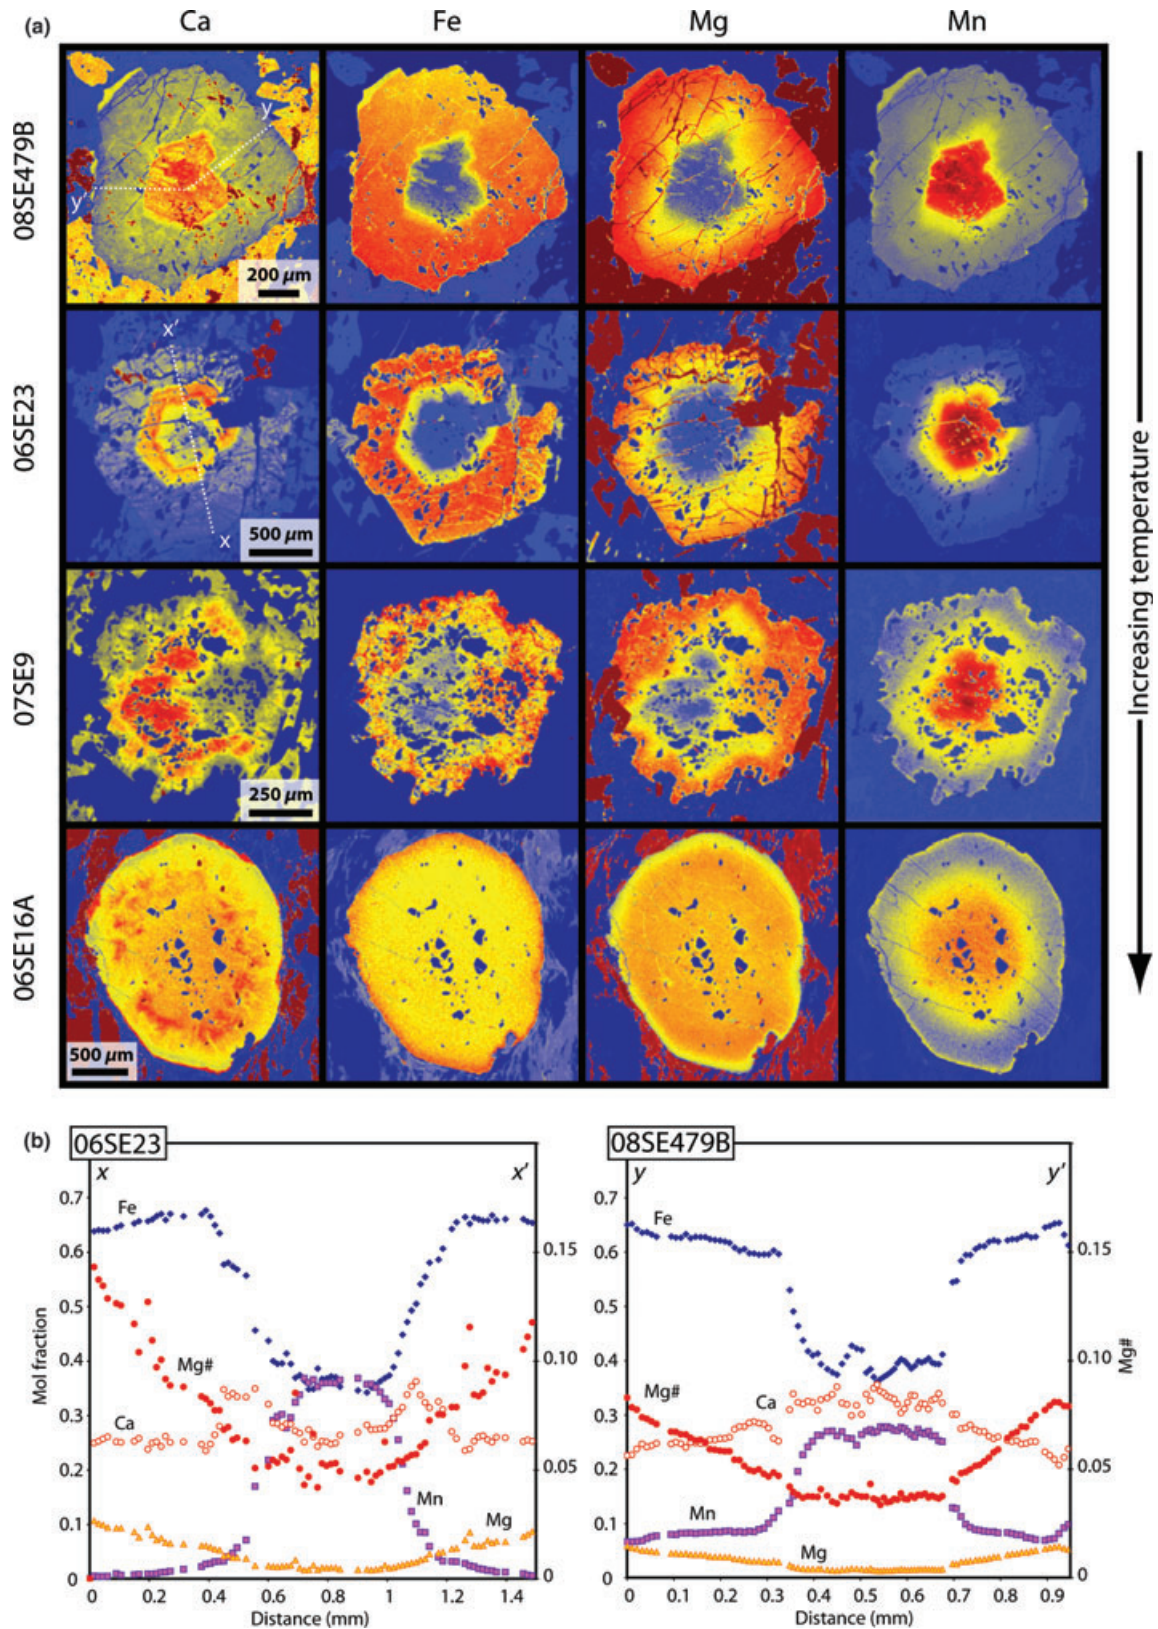 (a) Ca Fe Mg Mn
08SE479B
y
y'
200 µm
06SE23
x'
x
500 µm
07SE9
250 µm
06SE16A
500 µm
Increasing temperature
(b) 06SE23
x x'
Fe
Mg#
Ca
Mn
Mg
0.7
0.6
0.5
0.4
0.3
0.2
0.1
0
Mol fraction
0.15
0.10
0.05
0
0 0.2 0.4 0.6 0.8 1 1.2 1.4
Distance (mm)
08SE479B
y y'
Fe
Mg#
Ca
Mn
Mg
0.7
0.6
0.5
0.4
0.3
0.2
0.1
0
0.15
0.10
0.05
0
Mg#
0 0.1 0.2 0.3 0.4 0.5 0.6 0.7 0.8 0.9
Distance (mm)